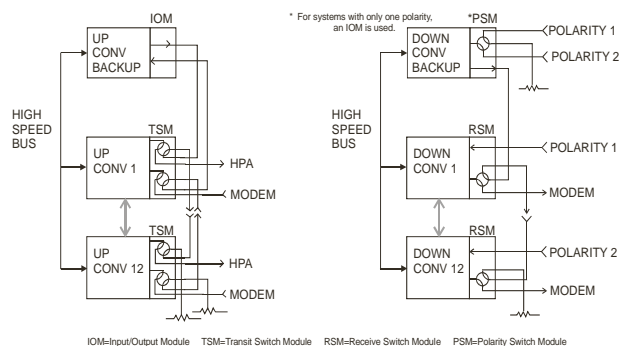 IOM
UP
CONV
BACKUP
HIGH
SPEED
BUS
TSM
UP
CONV 1
HPA
MODEM
TSM
UP
CONV 12
HPA
MODEM
* For systems with only one polarity,
an IOM is used.
*PSM
DOWN
CONV
BACKUP
POLARITY 1
POLARITY 2
HIGH
SPEED
BUS
RSM
DOWN
CONV 1
POLARITY 1
MODEM
RSM
DOWN
CONV 12
POLARITY 2
MODEM
IOM=Input/Output Module TSM=Transit Switch Module RSM=Receive Switch Module PSM=Polarity Switch Module